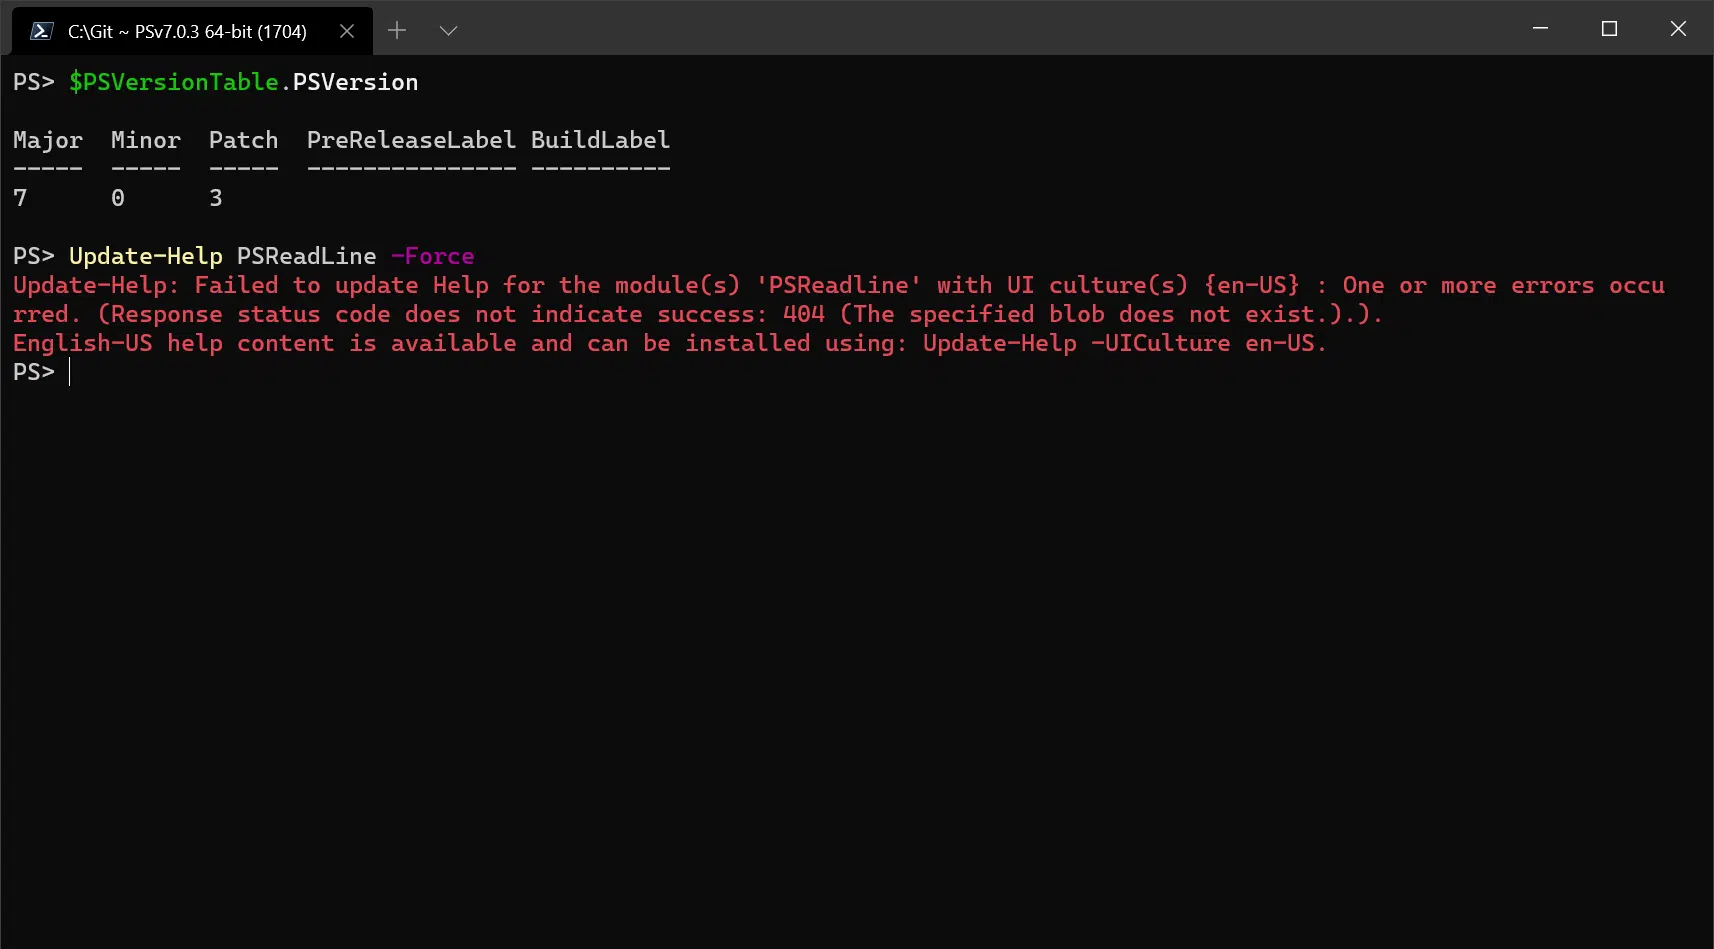 C:\Git ~ PSv7.0.3 64-bit (1704)
PS> $PSVersionTable.PSVersion
Major  Minor  Patch  PreReleaseLabel BuildLabel
-----  -----  -----  --------------- ----------
7      0      3
PS> Update-Help PSReadLine -Force
Update-Help: Failed to update Help for the module(s) 'PSReadline' with UI culture(s) {en-US} : One or more errors occu
rred. (Response status code does not indicate success: 404 (The specified blob does not exist.).).
English-US help content is available and can be installed using: Update-Help -UICulture en-US.
PS>